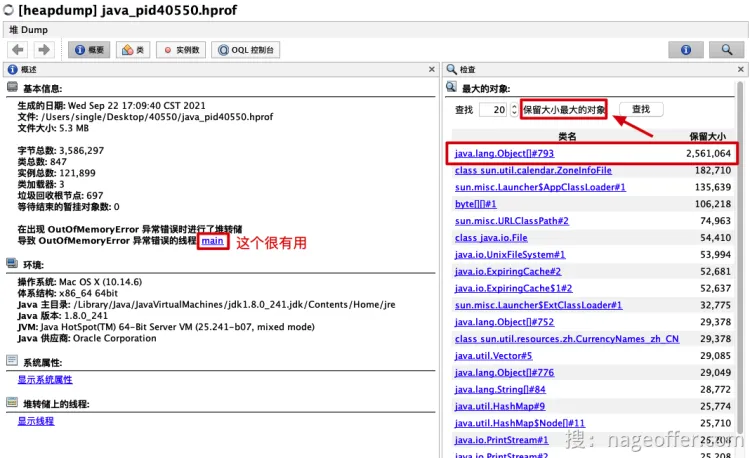 [heapdump] java_pid40550.hprof
堆 Dump
概要 类 实例数 OQL 控制台
概述
基本信息:
生成的日期: Wed Sep 22 17:09:40 CST 2021
文件: /Users/single/Desktop/40550/java_pid40550.hprof
文件大小: 5.3 MB
字节总数: 3,586,297
类总数: 847
实例总数: 121,899
类加载器: 3
垃圾回收根节点: 697
等待结束的暂挂对象数: 0
在出现 OutOfMemoryError 异常错误时进行了堆转储
导致 OutOfMemoryError 异常错误的线程: main 这个很有用
环境:
操作系统: Mac OS X (10.14.6)
体系结构: x86_64 64bit
Java 主目录: /Library/Java/JavaVirtualMachines/jdk1.8.0_241.jdk/Contents/Home/jre
Java 版本: 1.8.0_241
JVM: Java HotSpot(TM) 64-Bit Server VM (25.241-b07, mixed mode)
Java 供应商: Oracle Corporation
系统属性:
显示系统属性
堆转储上的线程:
显示线程
检查
最大的对象:
查找 20 保留大小最大的对象 查找
类名 保留大小
java.lang.Object[]#793 2,561,064
class sun.util.calendar.ZoneInfoFile 182,710
sun.misc.Launcher$AppClassLoader#1 135,639
byte[][]#1 106,218
sun.misc.URLClassPath#2 74,963
class java.io.File 54,410
java.io.UnixFileSystem#1 53,994
java.io.ExpiringCache#2 52,681
java.io.ExpiringCache$1#2 52,637
sun.misc.Launcher$ExtClassLoader#1 32,775
java.lang.Object[]#752 29,378
class sun.util.resources.zh.CurrencyNames_zh_CN 29,378
java.util.Vector#5 29,085
java.lang.Object[]#776 29,049
java.lang.String[]#84 28,772
java.util.HashMap#9 25,774
java.util.HashMap$Node[]#11 25,710
java.io.PrintStream#1 25,208
java.io.PrintStream#2 25,208
搜：nageoffer.com